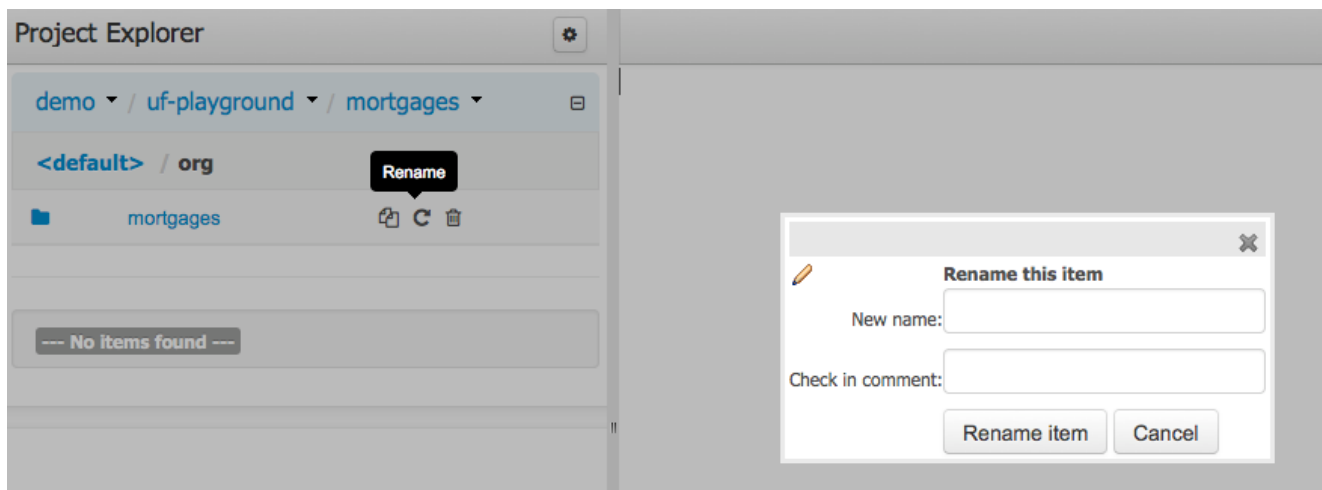 Project Explorer
demo / uf-playground / mortgages
<default> / org
Rename
mortgages
--- No items found ---
Rename this item
New name:
Check in comment:
Rename item Cancel